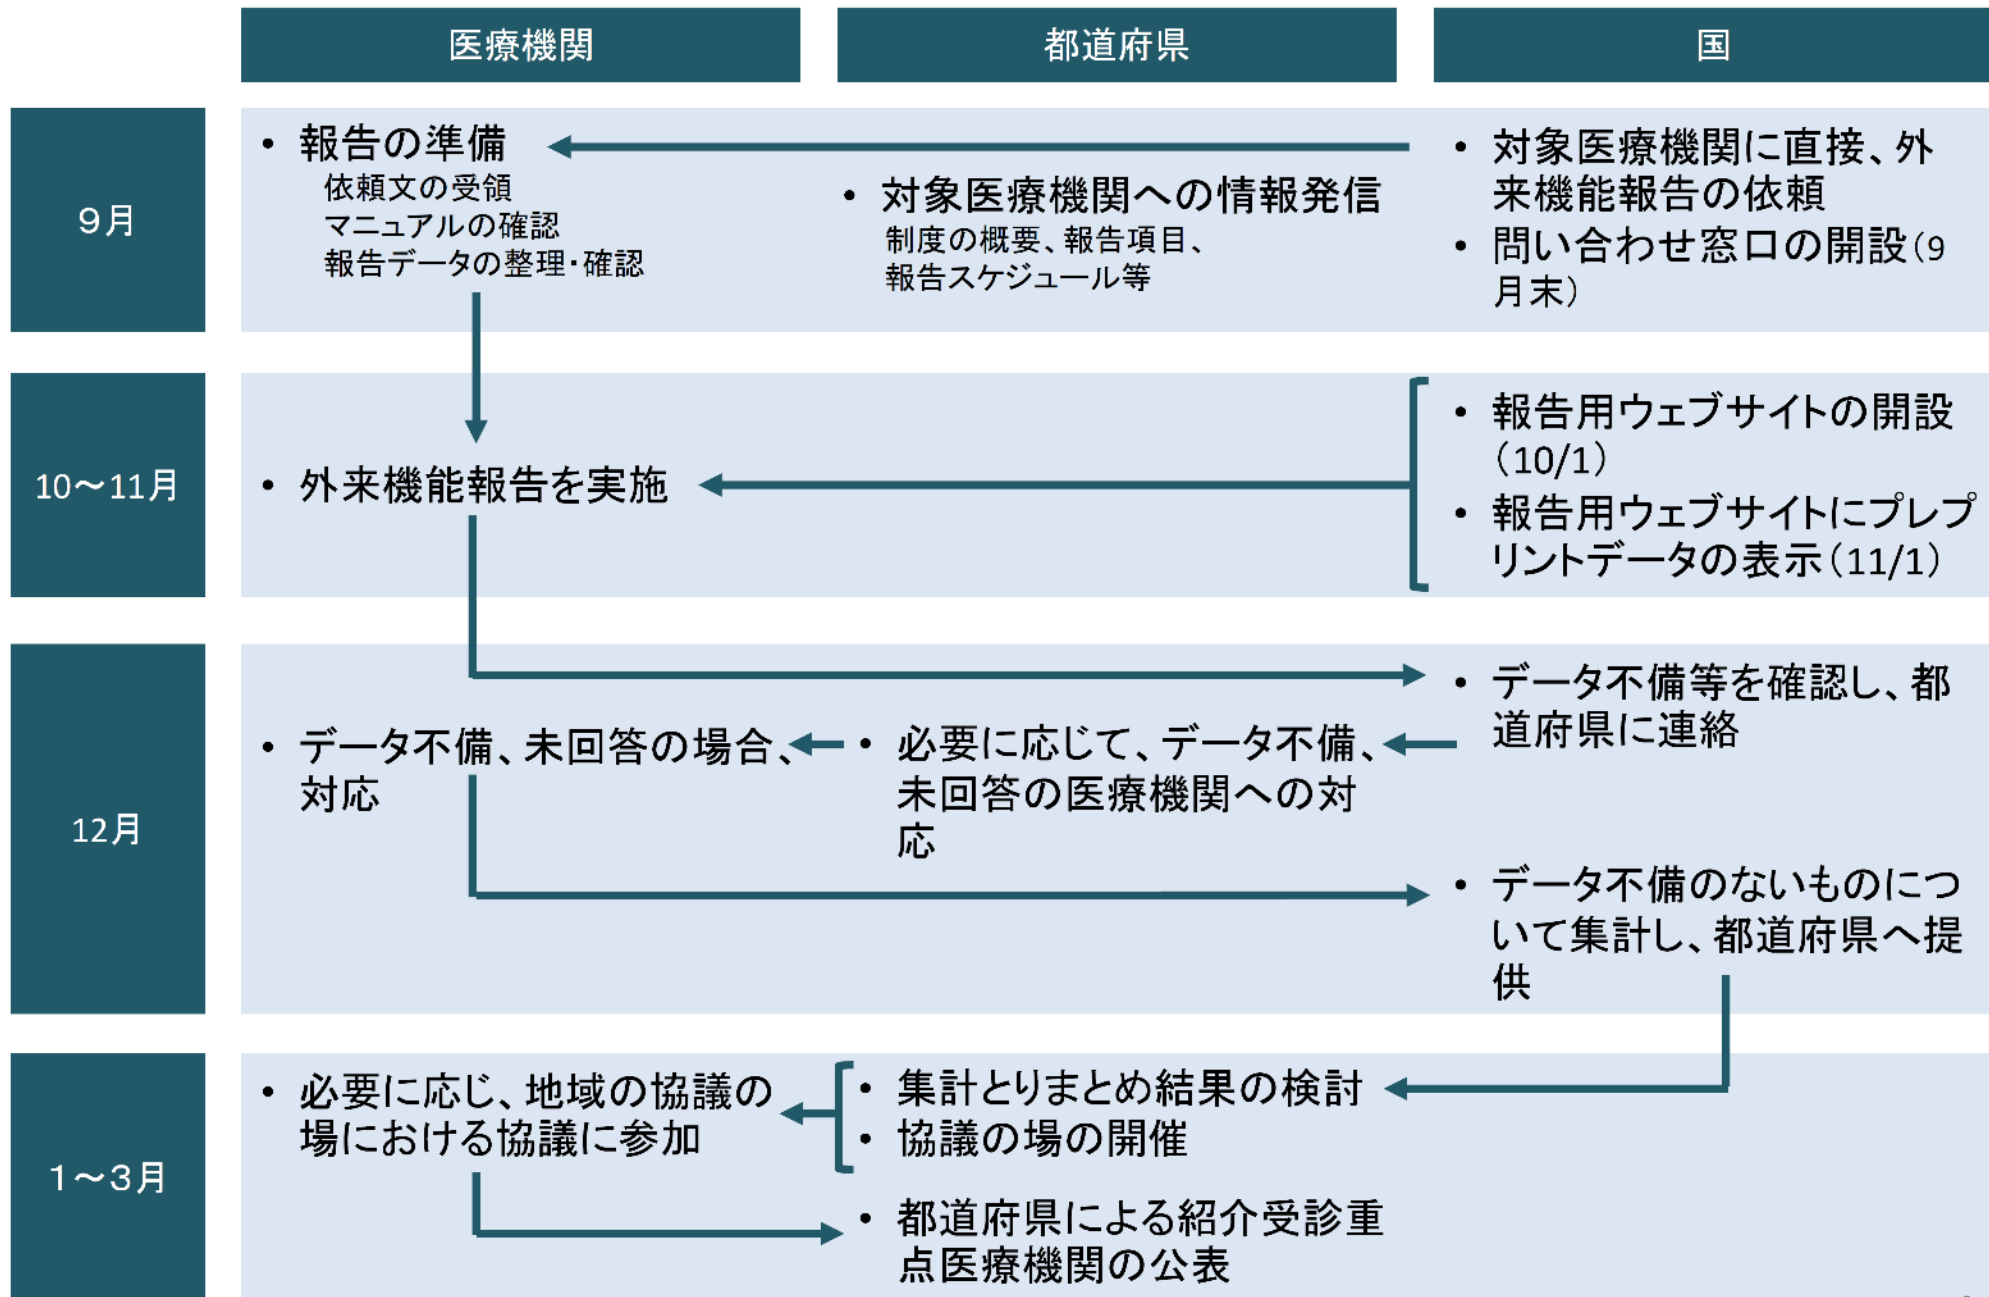 医療機関
都道府県
国
９月
• 報告の準備
依頼文の受領
マニュアルの確認
報告データの整理・確認
• 対象医療機関への情報発信
制度の概要、報告項目、
報告スケジュール等
• 対象医療機関に直接、外
来機能報告の依頼
• 問い合わせ窓口の開設（9
月末）
10～11月
• 外来機能報告を実施
• 報告用ウェブサイトの開設
（10/1）
• 報告用ウェブサイトにプレプ
リントデータの表示（11/1）
12月
• データ不備、未回答の場合、
対応
• 必要に応じて、データ不備、
未回答の医療機関への対
応
• データ不備等を確認し、都
道府県に連絡
• データ不備のないものにつ
いて集計し、都道府県へ提
供
１～３月
• 必要に応じ、地域の協議の
場における協議に参加
• 集計とりまとめ結果の検討
• 協議の場の開催
• 都道府県による紹介受診重
点医療機関の公表